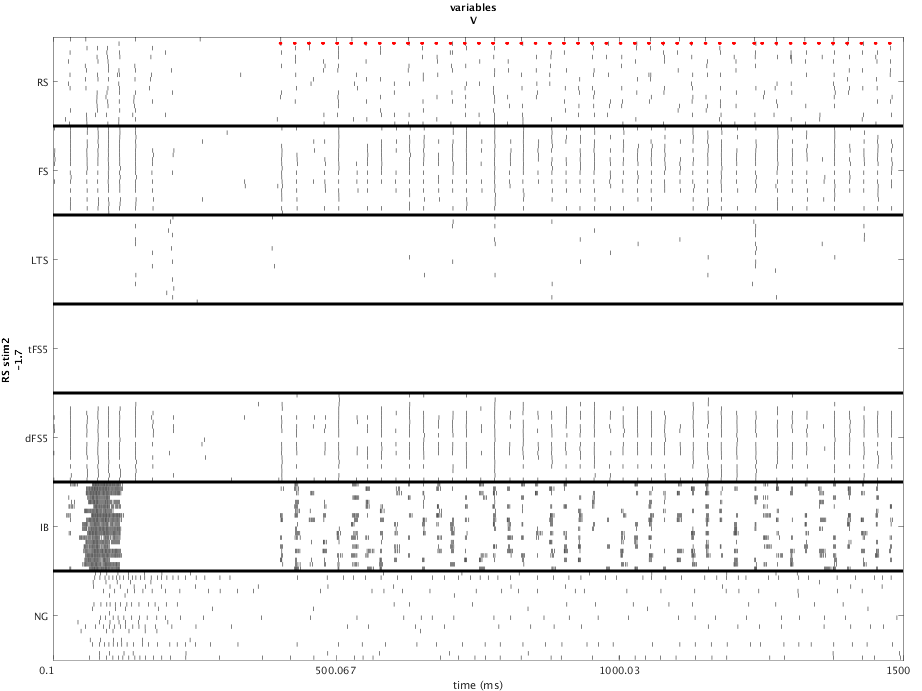 variables
V
RS
FS
LTS
tFS5
dFS5
IB
NG
RS stim2
-1.7
0.1
500.067
1000.03
1500
time (ms)